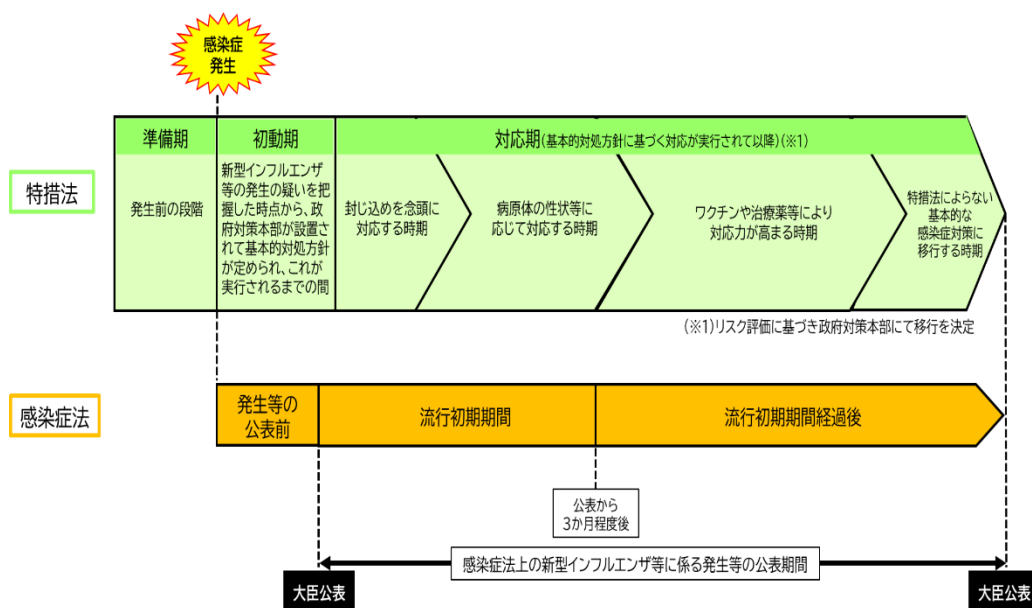 感染症
発生
準備期
初動期
対応期(基本的対処方針に基づく対応が実行されて以降)(※1)
特措法
発生前の段階
新型インフルエンザ
等の発生の疑いを把
握した時点から、政
府対策本部が設置さ
れて基本的対処方針
が定められ、これが
実行されるまでの間
封じ込めを念頭に
対応する時期
病原体の性状等に
応じて対応する時期
ワクチンや治療薬等により
対応力が高まる時期
特措法によらない
基本的な
感染症対策に
移行する時期
(※1)リスク評価に基づき政府対策本部にて移行を決定
感染症法
発生等の
公表前
流行初期期間
流行初期期間経過後
公表から
3か月程度後
感染症法上の新型インフルエンザ等に係る発生等の公表期間
大臣公表
大臣公表